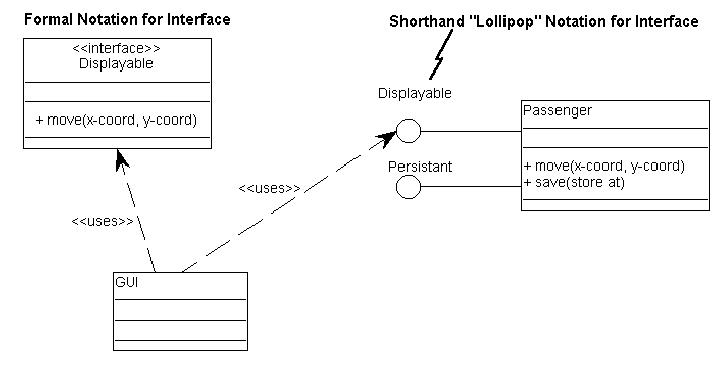 Formal Notation for Interface
Shorthand "Lollipop" Notation for Interface
<<interface>>
Displayable
+ move(x-coord, y-coord)
Displayable
Persistant
Passenger
+ move(x-coord, y-coord)
+ save(store at)
<<uses>>
<<uses>>
GUI